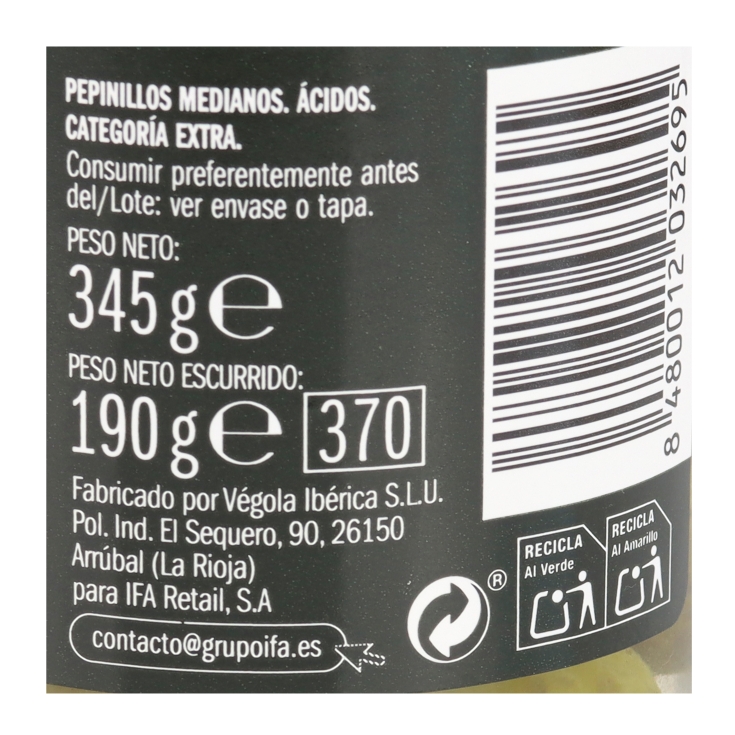 PEPINILLOS MEDIANOS. ÁCIDOS.
CATEGORÍA EXTRA.
Consumir preferentemente antes
del/Lote: ver envase o tapa.
PESO NETO:
345 g ℮
PESO NETO ESCURRIDO:
190 g ℮ 370
Fabricado por Végola Ibérica S.L.U.
Pol. Ind. El Sequero, 90, 26150
Arrúbal (La Rioja)
para IFA Retail, S.A
contacto@grupoifa.es
8 480012 032695
®
RECICLA
Al Verde
RECICLA
Al Amarillo